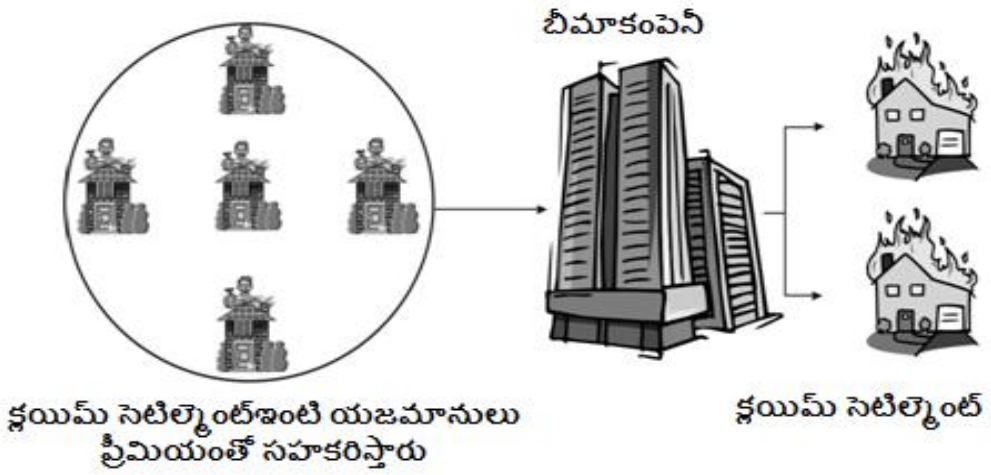 బీమాకంపెనీ
క్లయిమ్ సెటిల్మెంట్ఇంటి యజమానులు
ప్రీమియంతో సహకరిస్తారు
క్లయిమ్ సెటిల్మెంట్